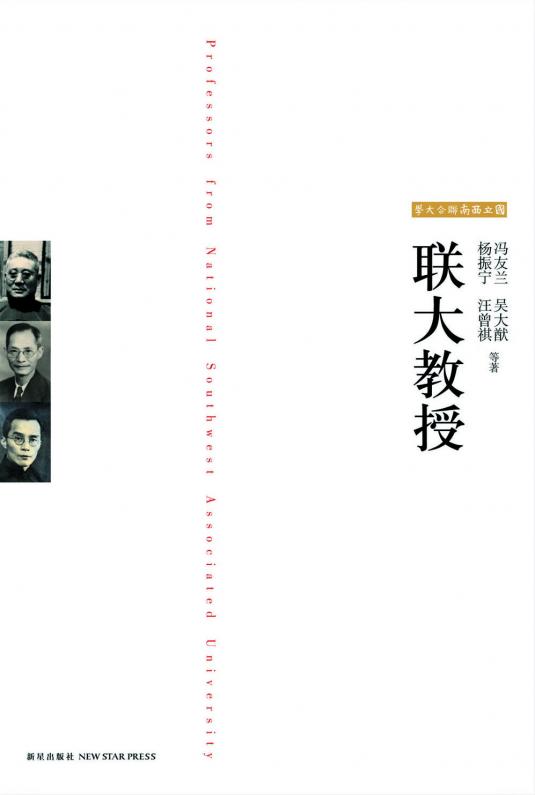 Professors from National Southwest Associated University
國立西南聯合大學
联大教授
冯友兰 吴大猷
杨振宁 汪曾祺
等著
新星出版社 NEW STAR PRESS